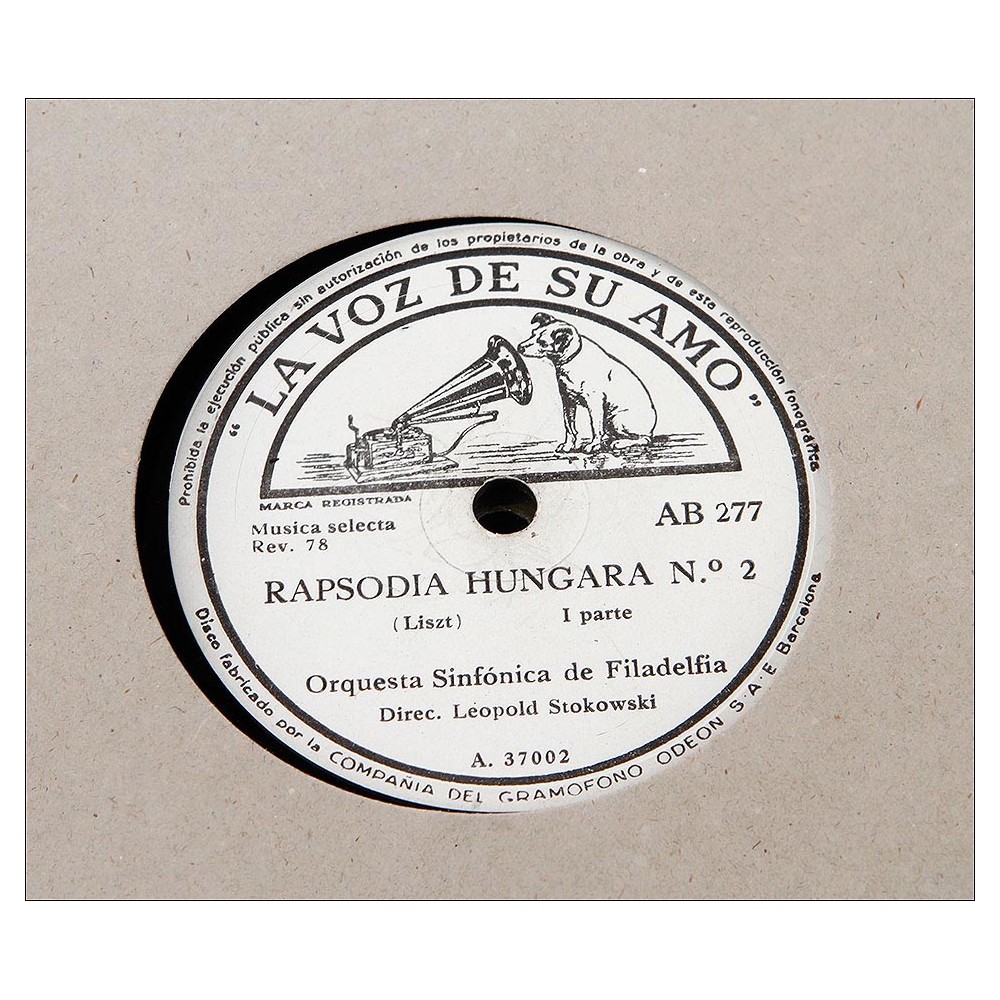 Prohibida la ejecución pública sin autorización de los propietarios de la obra y de esta reproducción fonográfica
“LA VOZ DE SU AMO”
MARCA REGISTRADA
Musica selecta
Rev. 78
AB 277
RAPSODIA HUNGARA N.º 2
(Liszt) I parte
Orquesta Sinfónica de Filadelfia
Direc. Leopold Stokowski
A. 37002
Disco fabricado por la COMPAÑIA DEL GRAMOFONO ODEON S·A·E Barcelona